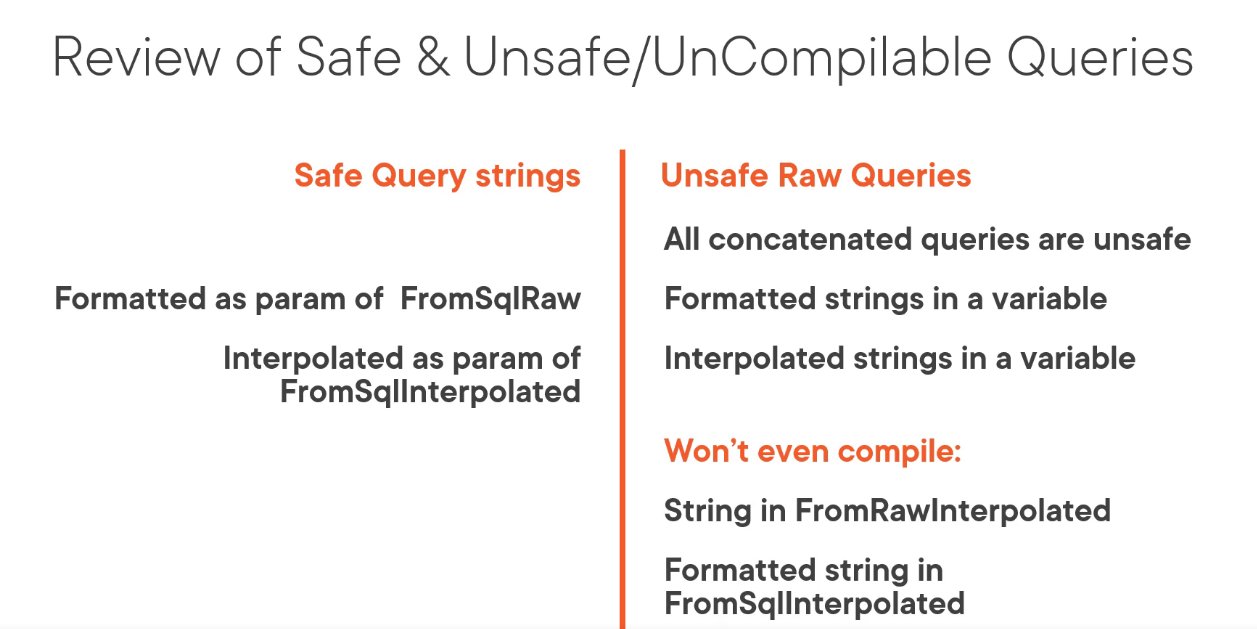 Review of Safe & Unsafe/UnCompilable Queries
Safe Query strings
Formatted as param of FromSqlRaw
Interpolated as param of
FromSqlInterpolated
Unsafe Raw Queries
All concatenated queries are unsafe
Formatted strings in a variable
Interpolated strings in a variable
Won't even compile:
String in FromRawInterpolated
Formatted string in
FromSqlInterpolated